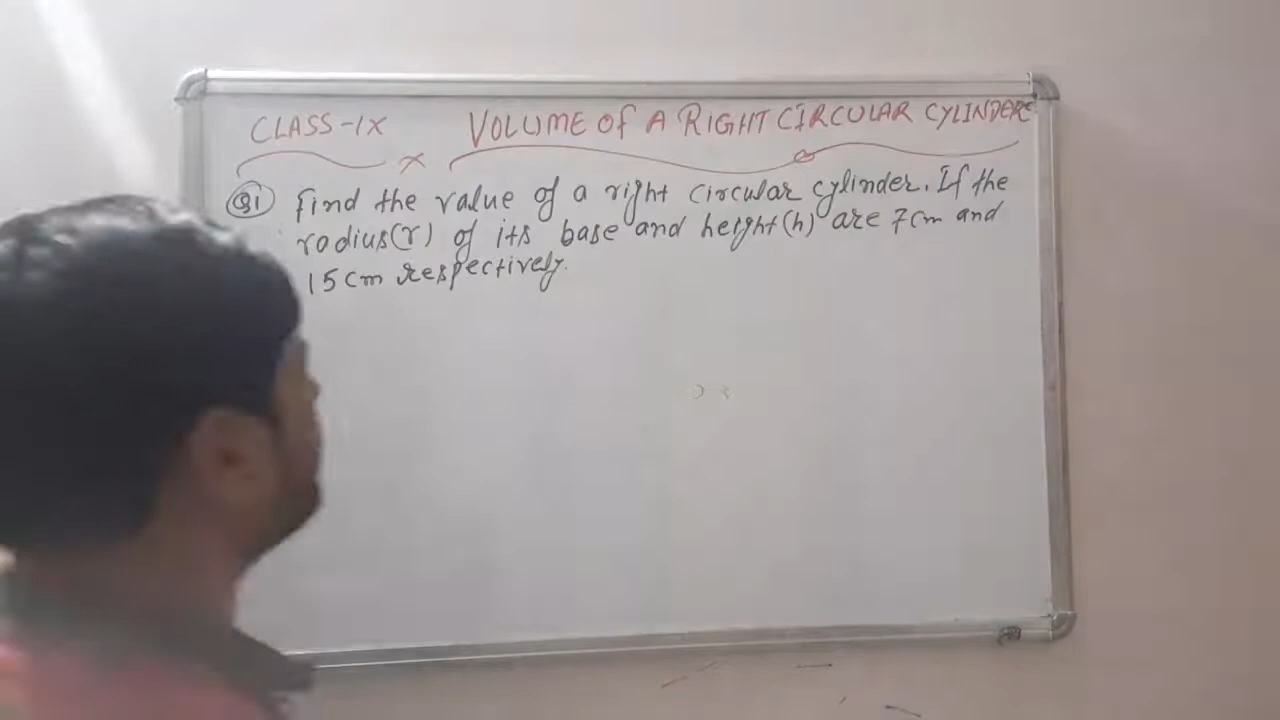 CLASS-IX VOLUME OF A RIGHT CIRCULAR CYLINDERE
Q1 Find the value of a right circular cylinder. If the
radius(r) of its base and height(h) are 7cm and
15cm respectively.